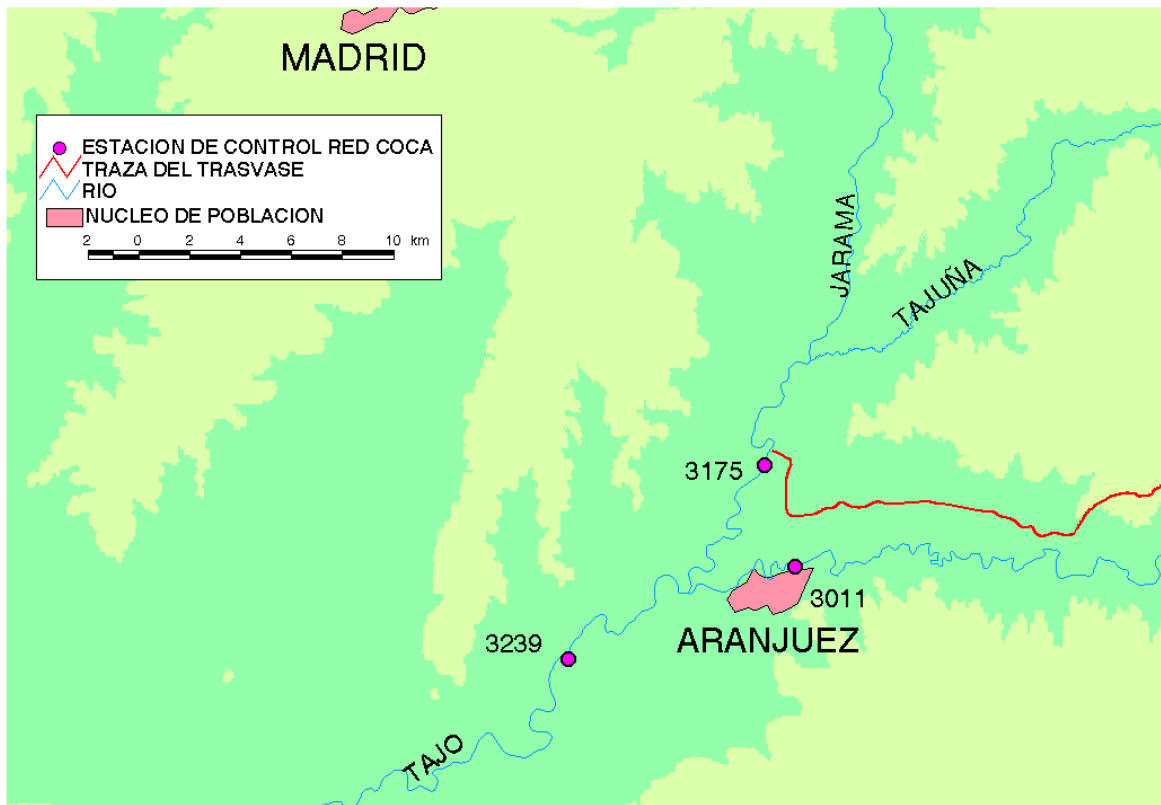 MADRID
ESTACION DE CONTROL RED COCA
TRAZA DEL TRASVASE
RIO
NUCLEO DE POBLACION
2 0 2 4 6 8 10 km
JARAMA
TAJUÑA
3175
3011
ARANJUEZ
3239
TAJO